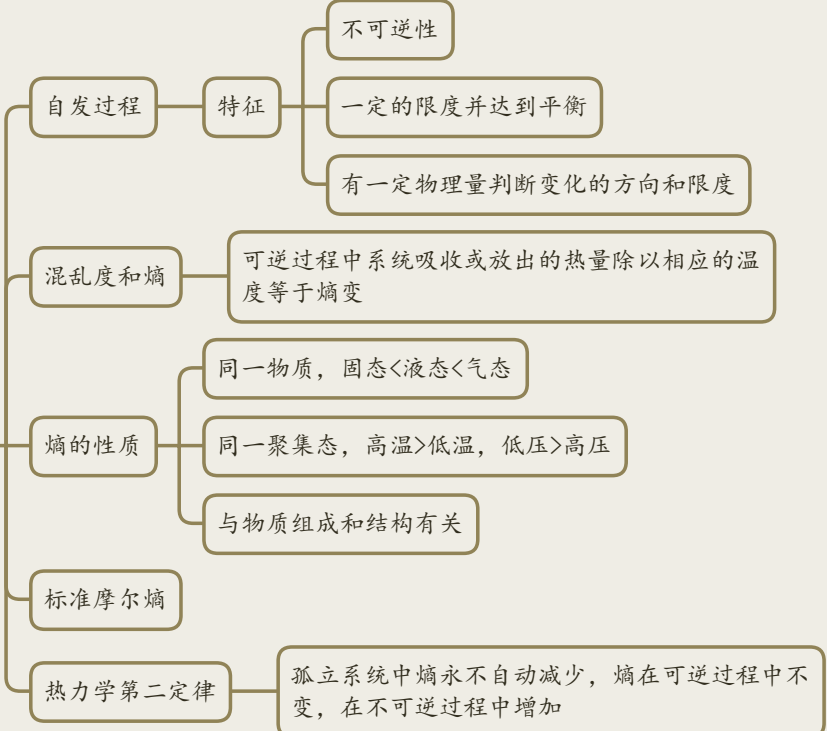 不可逆性
自发过程
特征
一定的限度并达到平衡
有一定物理量判断变化的方向和限度
混乱度和熵
可逆过程中系统吸收或放出的热量除以相应的温
度等于熵变
同一物质，固态<液态<气态
熵的性质
同一聚集态，高温>低温，低压>高压
与物质组成和结构有关
标准摩尔熵
热力学第二定律
孤立系统中熵永不自动减少，熵在可逆过程中不
变，在不可逆过程中增加